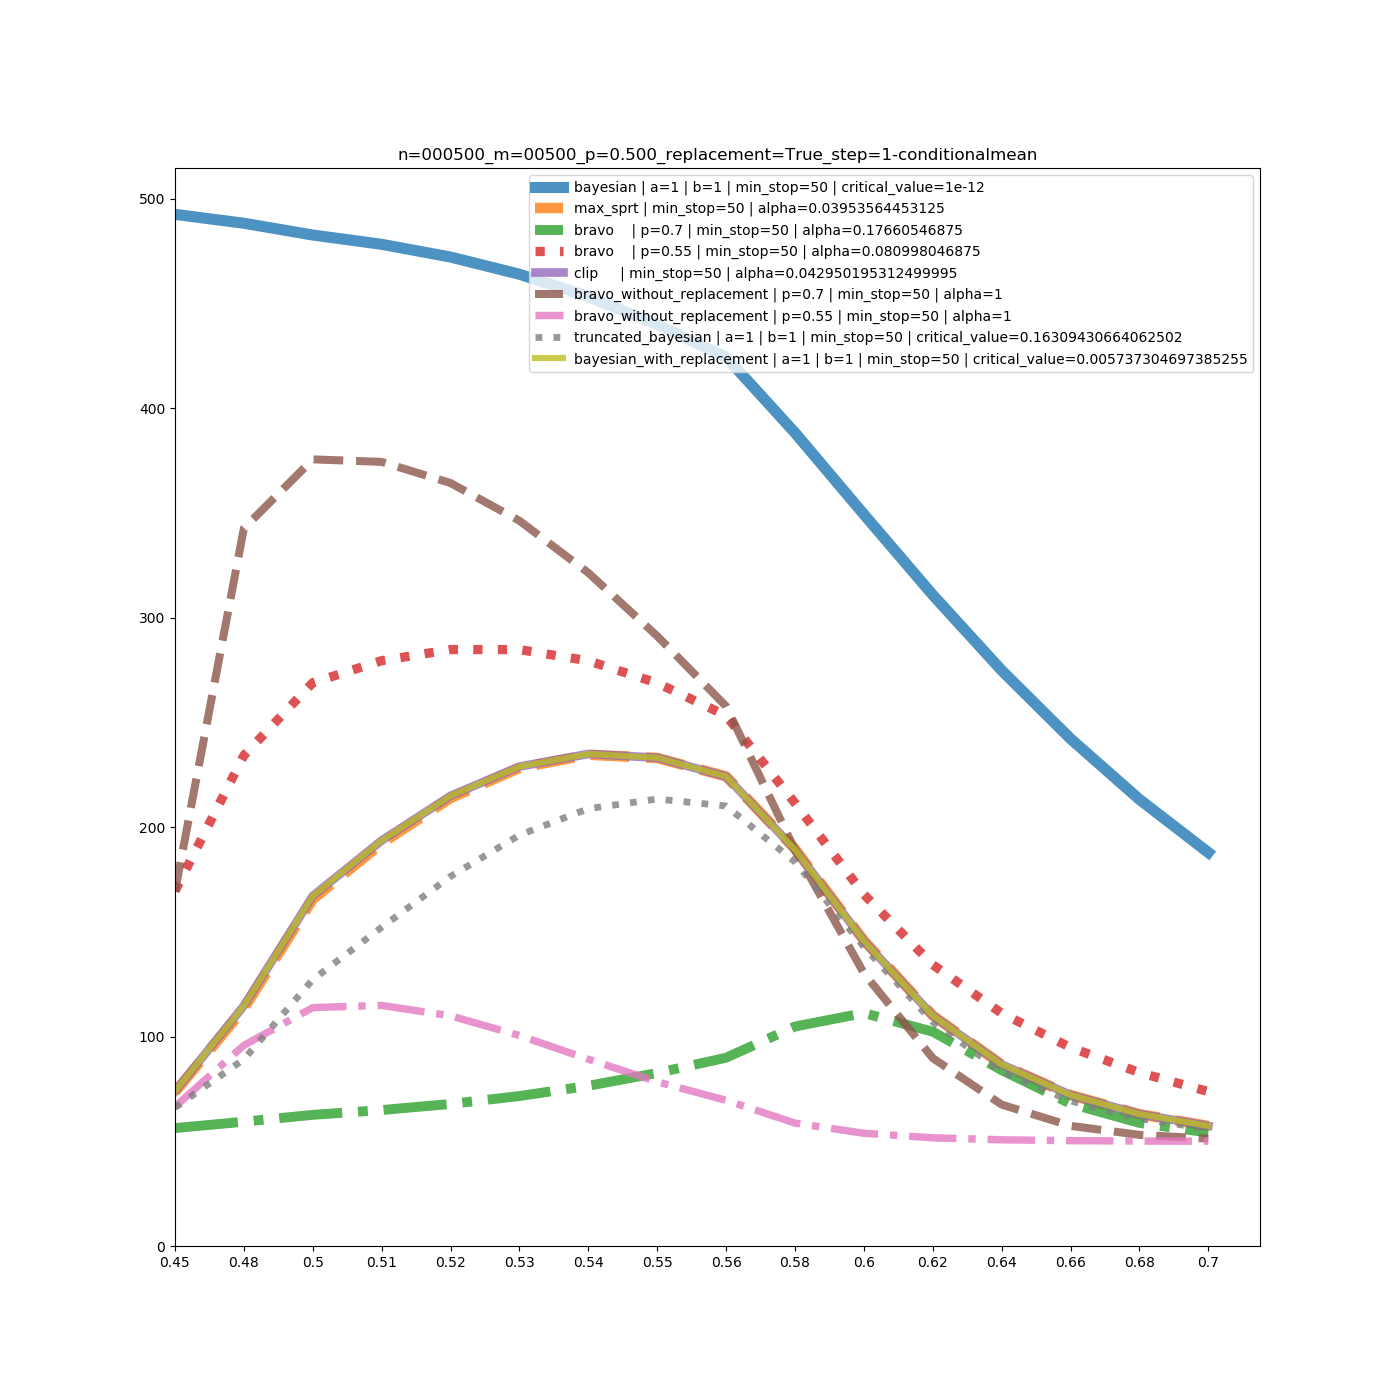 n=000500_m=00500_p=0.500_replacement=True_step=1-conditionalmean
bayesian | a=1 | b=1 | min_stop=50 | critical_value=1e-12
max_sprt | min_stop=50 | alpha=0.03953564453125
bravo    | p=0.7 | min_stop=50 | alpha=0.17660546875
bravo    | p=0.55 | min_stop=50 | alpha=0.080998046875
clip     | min_stop=50 | alpha=0.042950195312499995
bravo_without_replacement | p=0.7 | min_stop=50 | alpha=1
bravo_without_replacement | p=0.55 | min_stop=50 | alpha=1
truncated_bayesian | a=1 | b=1 | min_stop=50 | critical_value=0.16309430664062502
bayesian_with_replacement | a=1 | b=1 | min_stop=50 | critical_value=0.005737304697385255
500
400
300
200
100
0
0.45 0.48 0.5 0.51 0.52 0.53 0.54 0.55 0.56 0.58 0.6 0.62 0.64 0.66 0.68 0.7